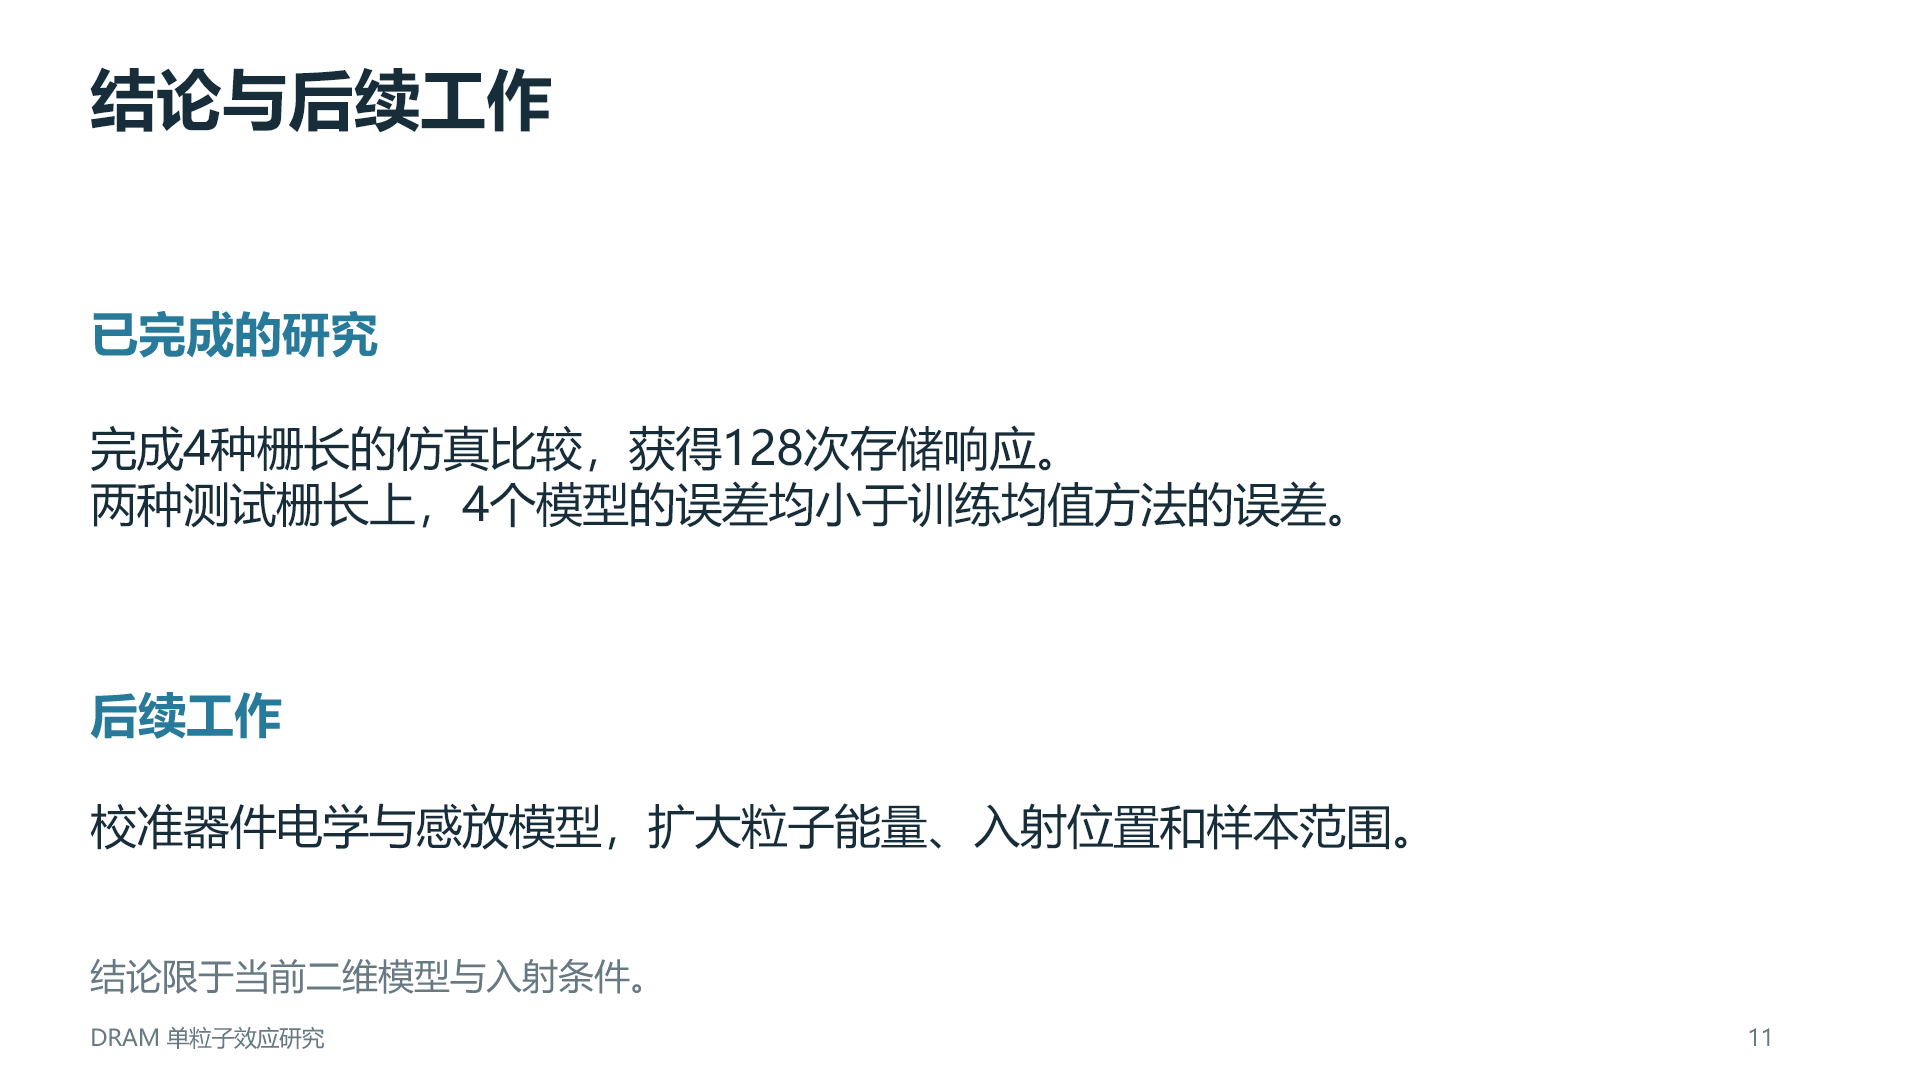 结论与后续工作
已完成的研究
完成4种栅长的仿真比较，获得128次存储响应。
两种测试栅长上，4个模型的误差均小于训练均值方法的误差。
后续工作
校准器件电学与感放模型，扩大粒子能量、入射位置和样本范围。
结论限于当前二维模型与入射条件。
DRAM 单粒子效应研究
11